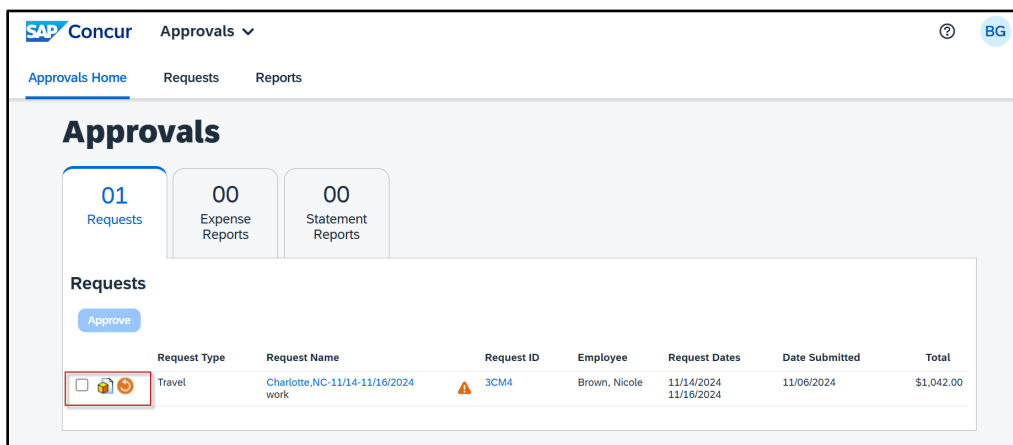 SAP Concur Approvals
BG
Approvals Home Requests Reports
Approvals
01 00 00
Requests Expense Statement
Reports Reports
Requests
Approve
Request Type Request Name Request ID Employee Request Dates Date Submitted Total
Travel Charlotte,NC-11/14-11/16/2024 3CM4 Brown, Nicole 11/14/2024 11/06/2024 $1,042.00
work 11/16/2024